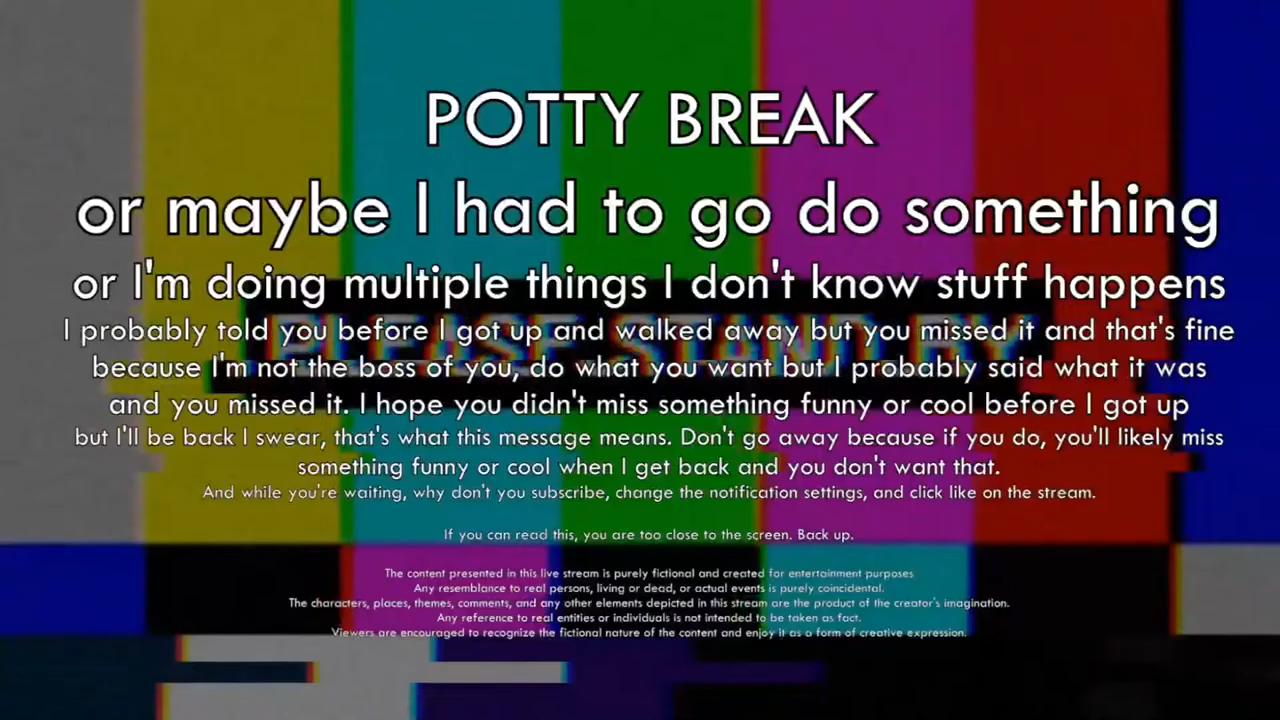 POTTY BREAK
or maybe I had to go do something
or I'm doing multiple things I don't know stuff happens
PLEASE STAND BY
I probably told you before I got up and walked away but you missed it and that's fine
because I'm not the boss of you, do what you want but I probably said what it was
and you missed it. I hope you didn't miss something funny or cool before I got up
but I'll be back I swear, that's what this message means. Don't go away because if you do, you'll likely miss
something funny or cool when I get back and you don't want that.
And while you're waiting, why don't you subscribe, change the notification settings, and click like on the stream.
If you can read this, you are too close to the screen. Back up.
The content presented in this live stream is purely fictional and created for entertainment purposes
Any resemblance to real persons, living or dead, or actual events is purely coincidental.
The characters, places, themes, comments, and any other elements depicted in this stream are the product of the creator's imagination.
Any reference to real entities or individuals is not intended to be taken as fact.
Viewers are encouraged to recognize the fictional nature of the content and enjoy it as a form of creative expression.